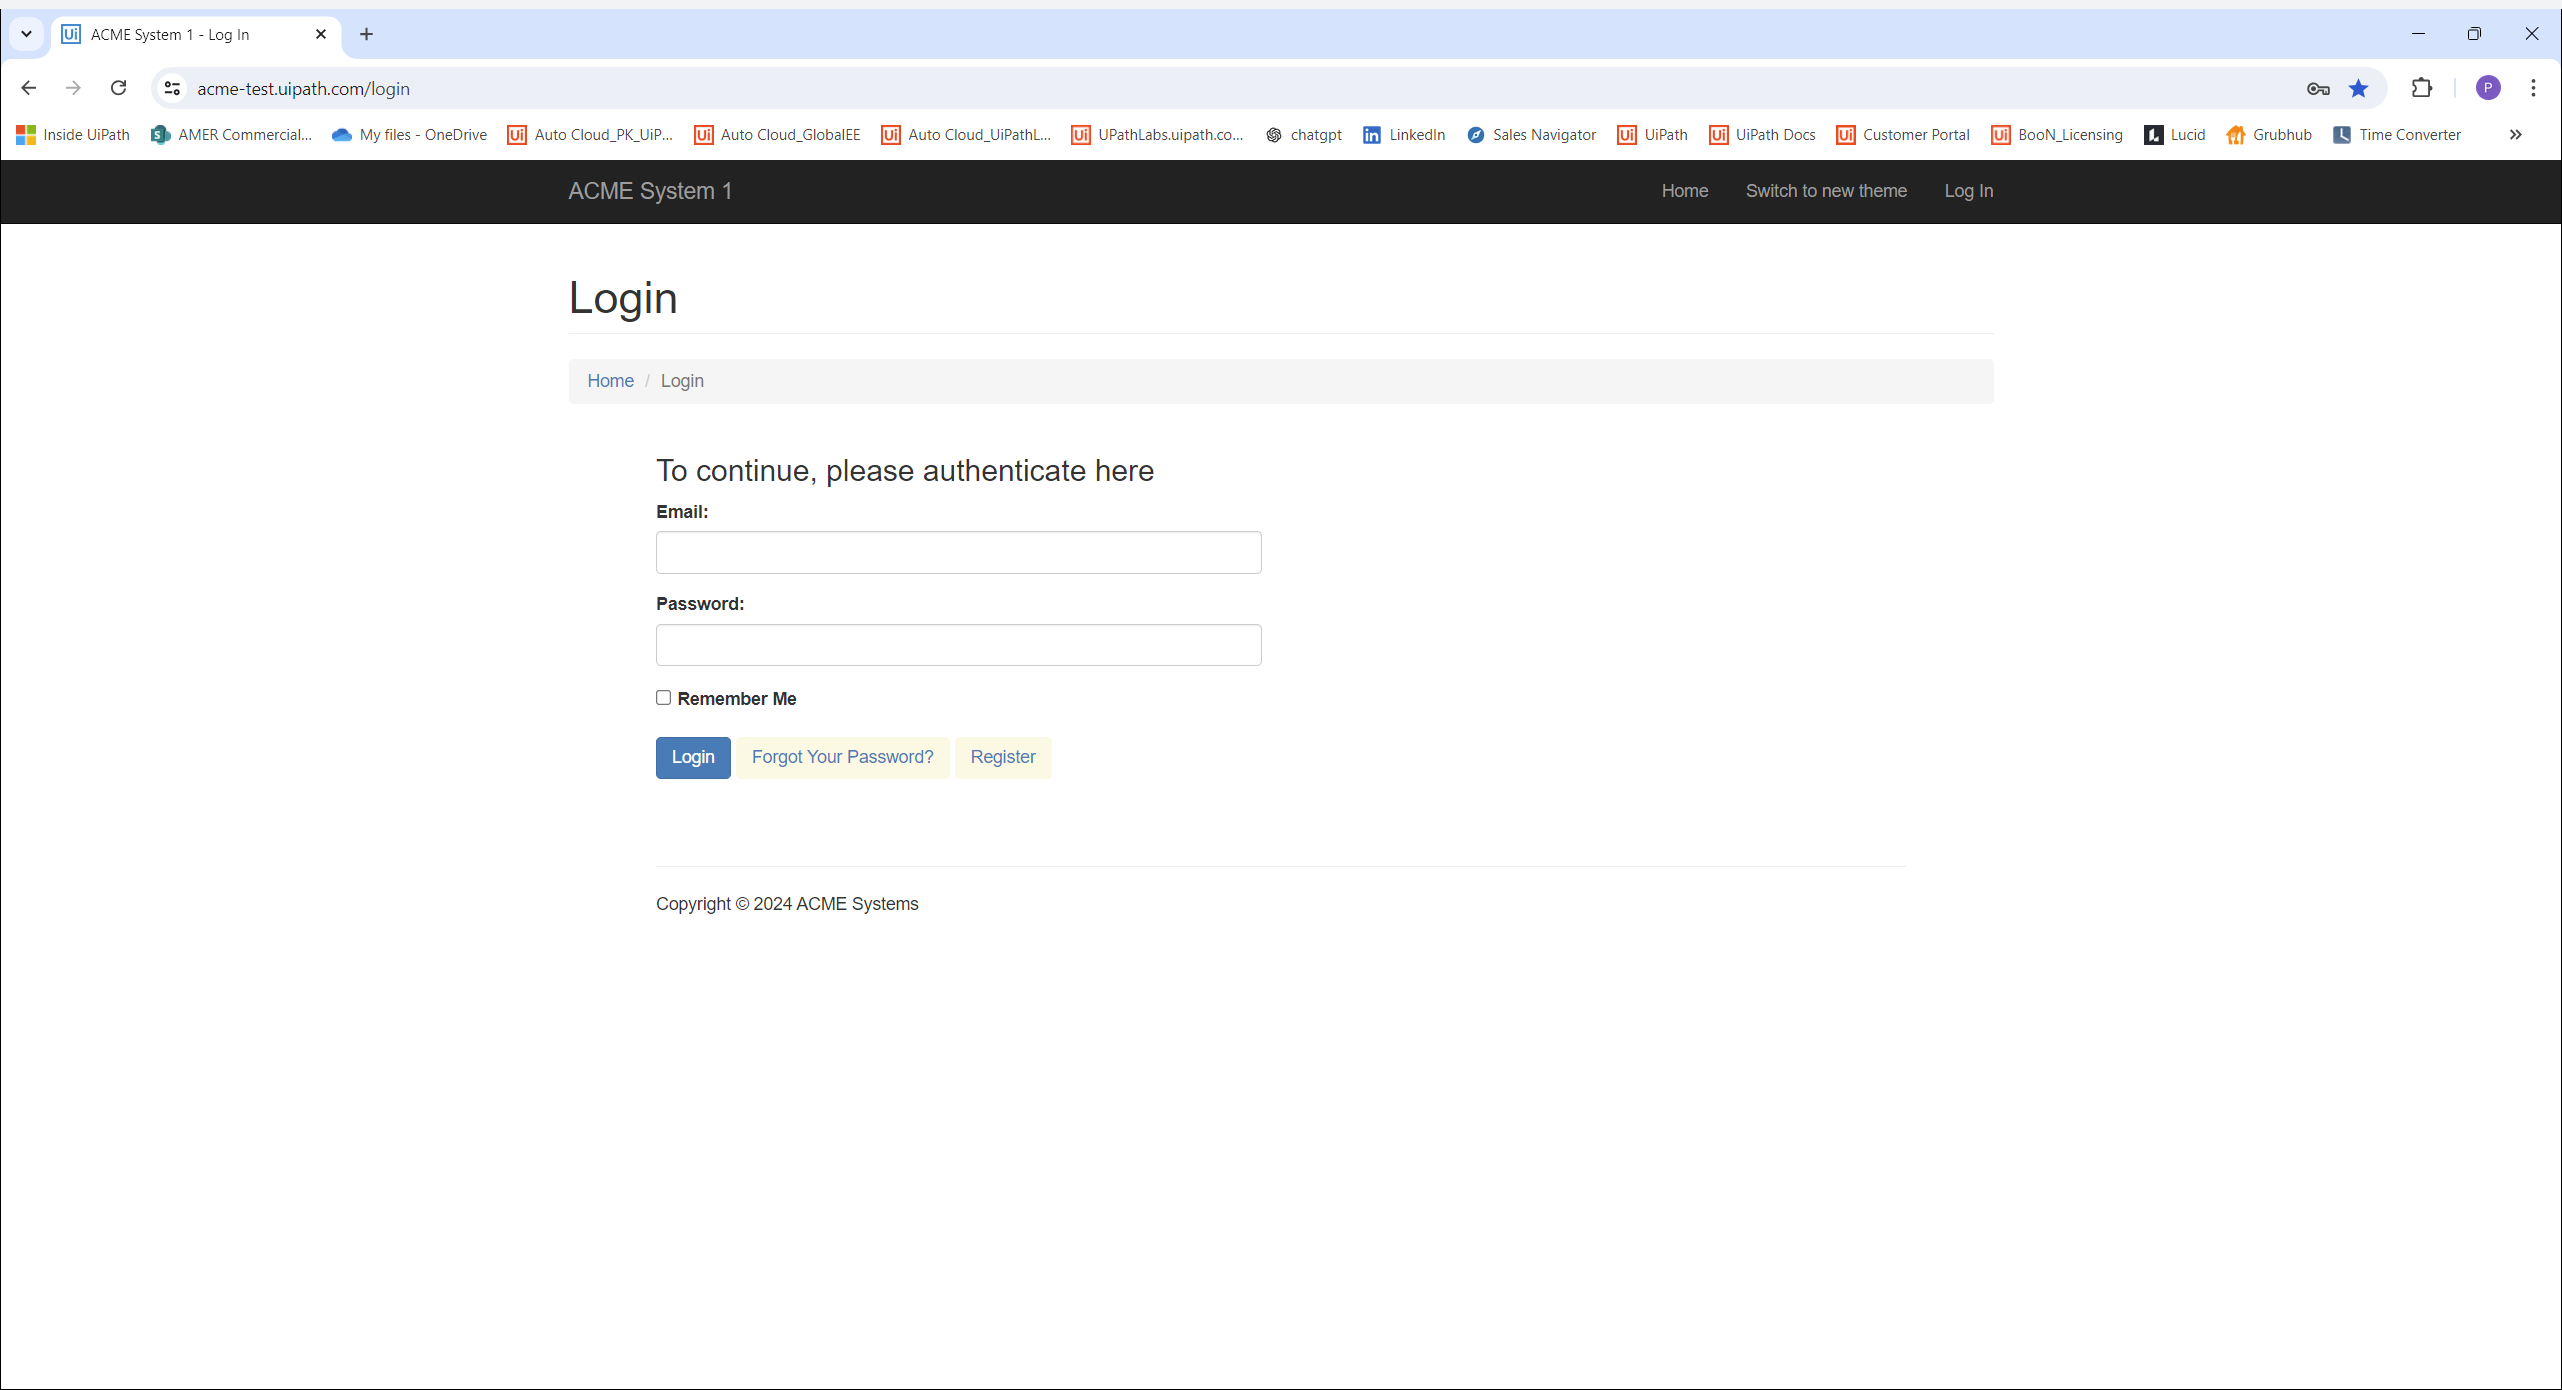 ACME System 1 - Log In
acme-test.uipath.com/login
P
Inside UiPath AMER Commercial... My files - OneDrive Auto Cloud_PK_UiP... Auto Cloud_GlobalEE Auto Cloud_UiPathL... UPathLabs.uipath.co... chatgpt LinkedIn Sales Navigator UiPath UiPath Docs Customer Portal BooN_Licensing Lucid Grubhub Time Converter
ACME System 1 Home Switch to new theme Log In
Login
Home / Login
To continue, please authenticate here
Email:
Password:
Remember Me
Login Forgot Your Password? Register
Copyright © 2024 ACME Systems